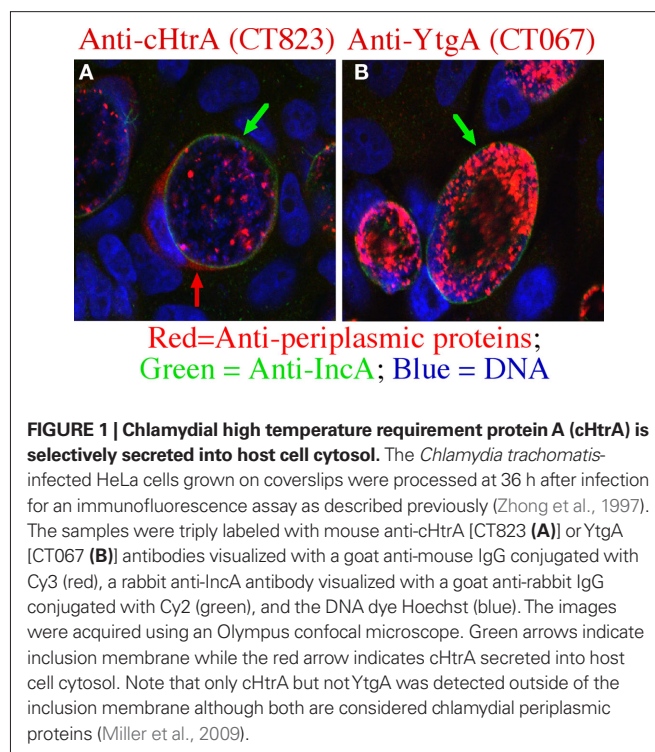 Anti-cHtrA (CT823) Anti-YtgA (CT067)
A
B
Red=Anti-periplasmic proteins;
Green = Anti-IncA; Blue = DNA
FIGURE 1 | Chlamydial high temperature requirement protein A (cHtrA) is
selectively secreted into host cell cytosol. The Chlamydia trachomatis-
infected HeLa cells grown on coverslips were processed at 36 h after infection
for an immunofluorescence assay as described previously (Zhong et al., 1997).
The samples were triply labeled with mouse anti-cHtrA [CT823 (A)] or YtgA
[CT067 (B)] antibodies visualized with a goat anti-mouse IgG conjugated with
Cy3 (red), a rabbit anti-IncA antibody visualized with a goat anti-rabbit IgG
conjugated with Cy2 (green), and the DNA dye Hoechst (blue). The images
were acquired using an Olympus confocal microscope. Green arrows indicate
inclusion membrane while the red arrow indicates cHtrA secreted into host
cell cytosol. Note that only cHtrA but not YtgA was detected outside of the
inclusion membrane although both are considered chlamydial periplasmic
proteins (Miller et al., 2009).